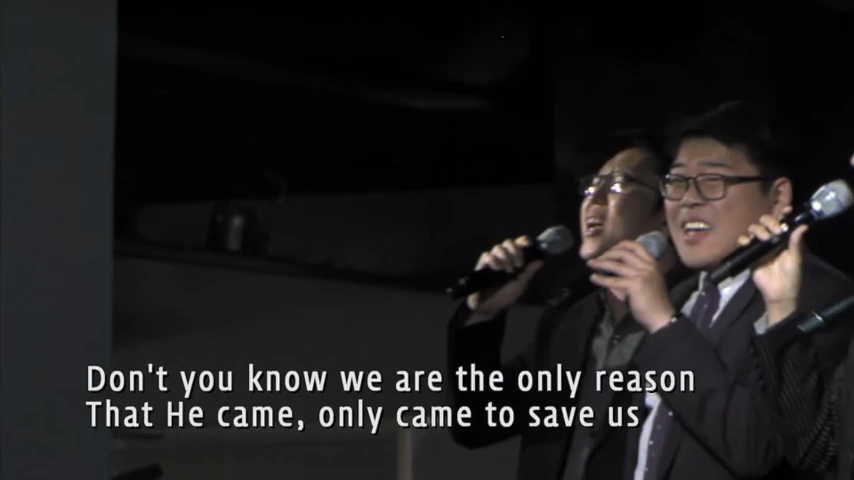 Don't you know we are the only reason
That He came, only came to save us